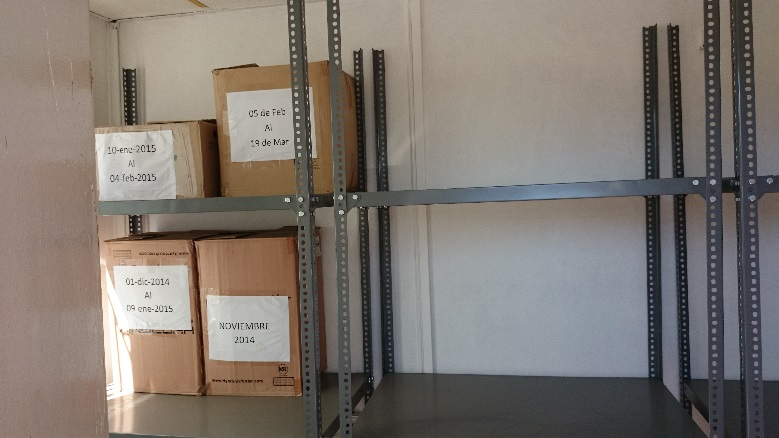 10-ene-2015
Al
04-feb-2015
05 de Feb
Al
19 de Mar
01-dic-2014
Al
09-ene-2015
NOVIEMBRE
2014